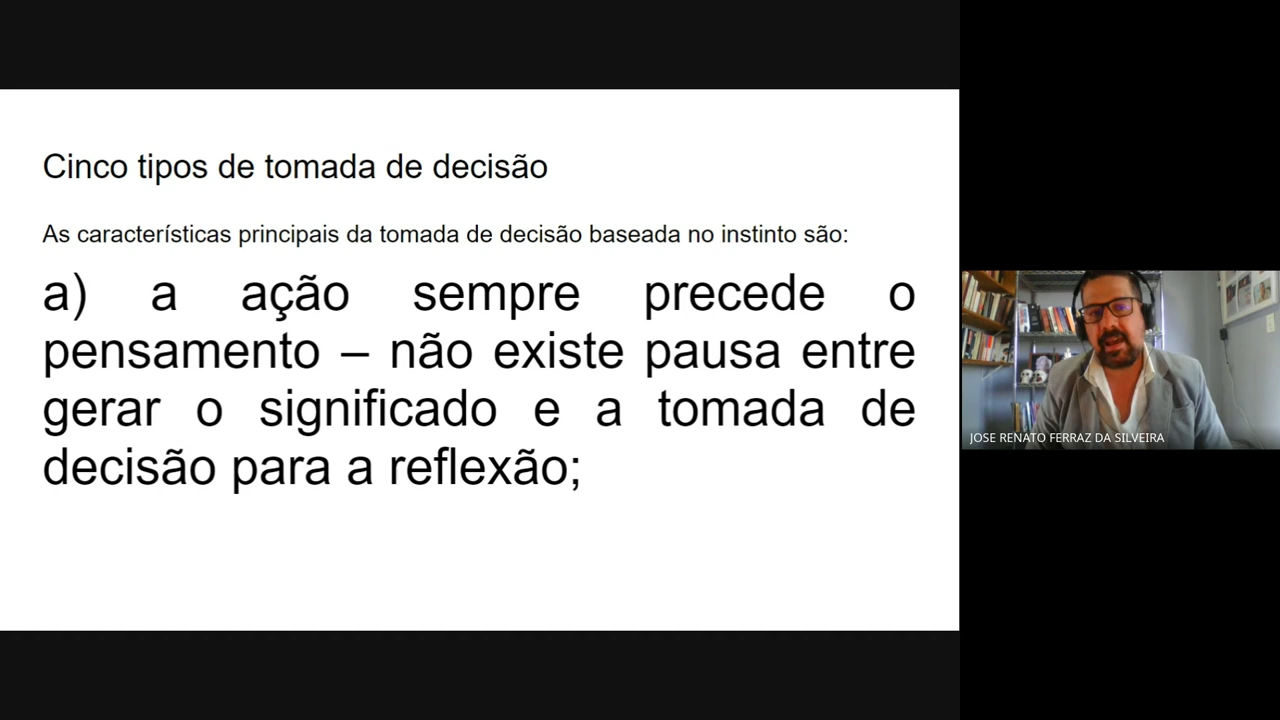 Cinco tipos de tomada de decisão
As características principais da tomada de decisão baseada no instinto são:
a) a ação sempre precede o
pensamento – não existe pausa entre
gerar o significado e a tomada de
decisão para a reflexão;
JOSE RENATO FERRAZ DA SILVEIRA